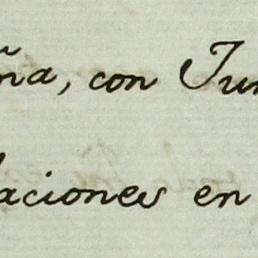 ña, con Jun
laciones en